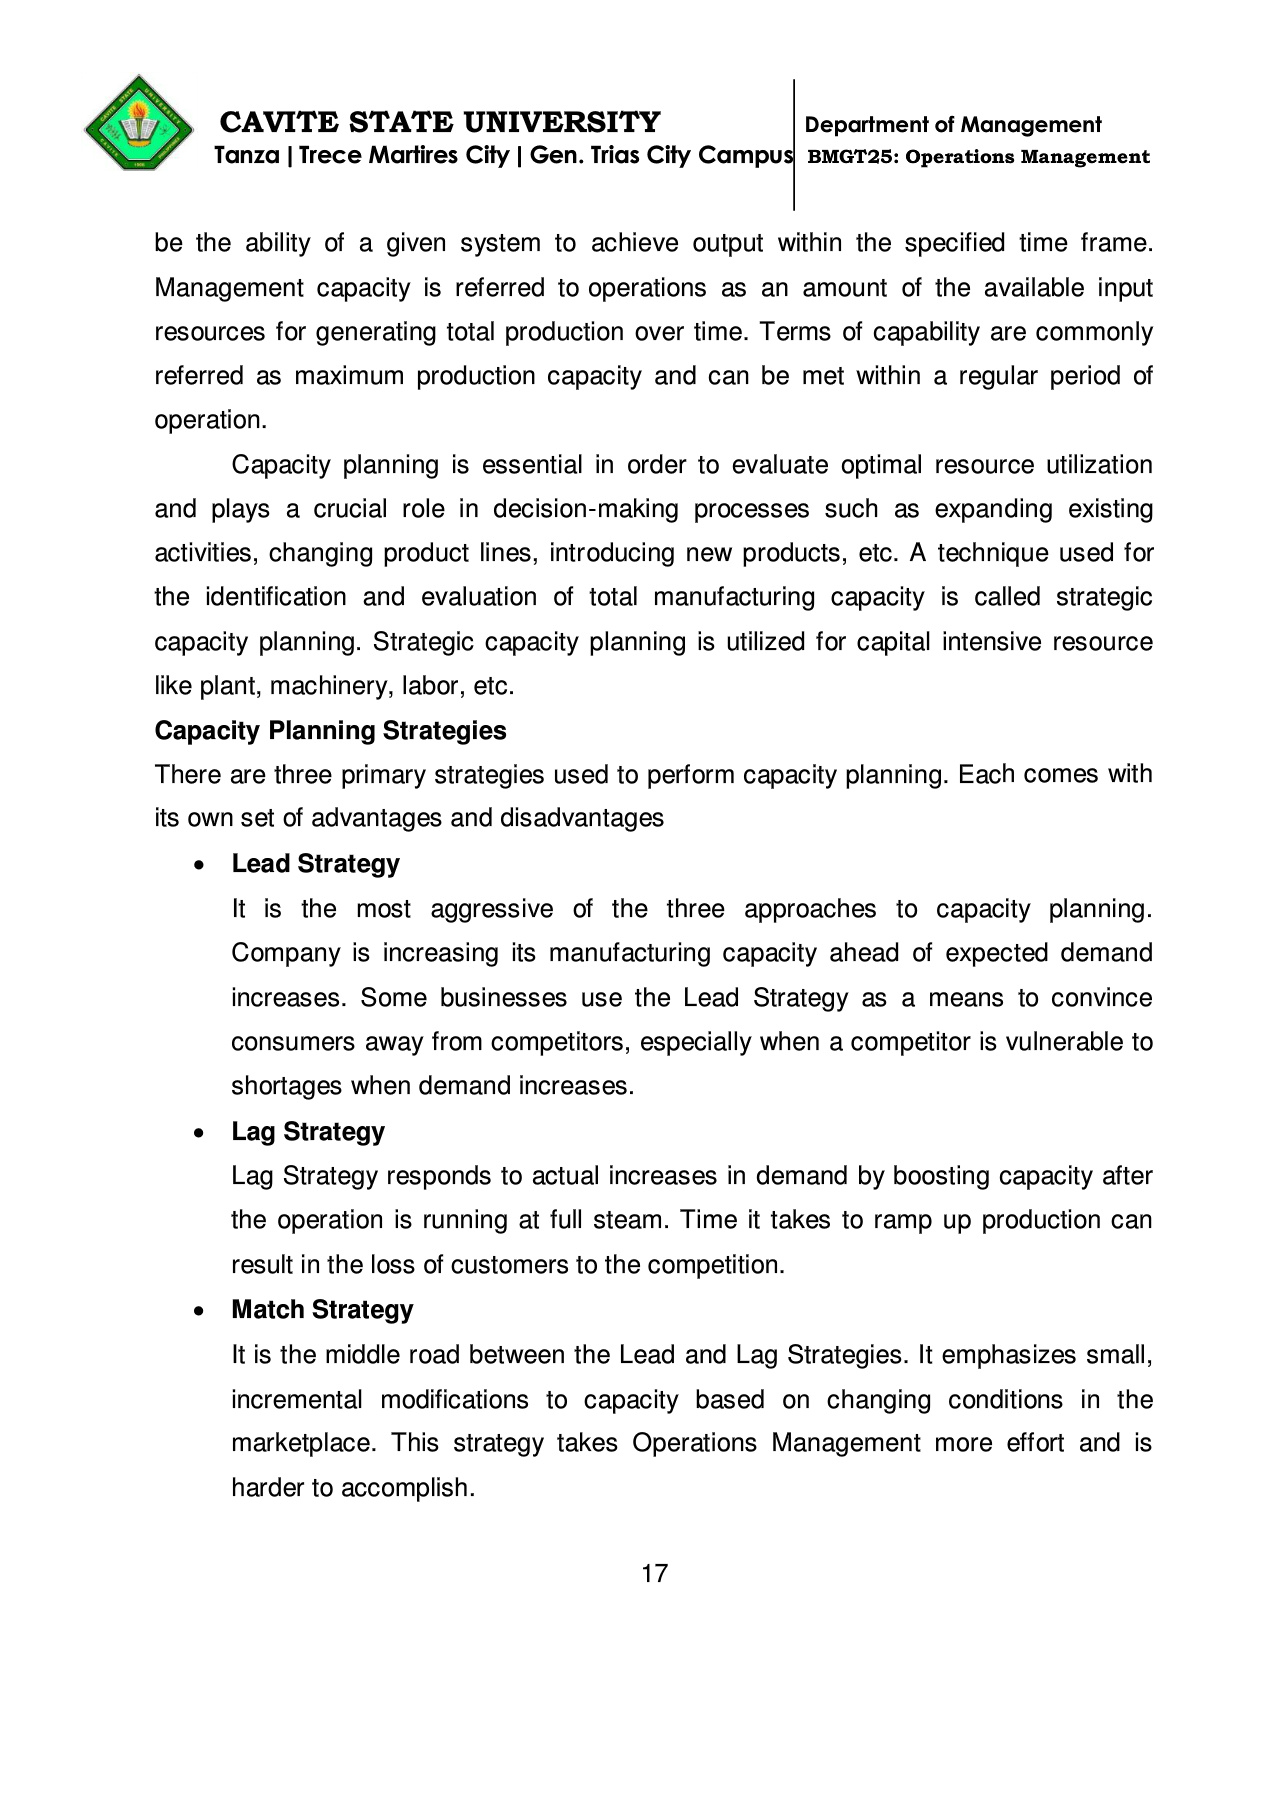 CAVITE STATE UNIVERSITY
Tanza | Trece Martires City | Gen. Trias City Campus
Department of Management
BMGT25: Operations Management
be the ability of a given system to achieve output within the specified time frame.
Management capacity is referred to operations as an amount of the available input
resources for generating total production over time. Terms of capability are commonly
referred as maximum production capacity and can be met within a regular period of
operation.
Capacity planning is essential in order to evaluate optimal resource utilization
and plays a crucial role in decision-making processes such as expanding existing
activities, changing product lines, introducing new products, etc. A technique used for
the identification and evaluation of total manufacturing capacity is called strategic
capacity planning. Strategic capacity planning is utilized for capital intensive resource
like plant, machinery, labor, etc.
Capacity Planning Strategies
There are three primary strategies used to perform capacity planning. Each comes with
its own set of advantages and disadvantages
• Lead Strategy
It is the most aggressive of the three approaches to capacity planning.
Company is increasing its manufacturing capacity ahead of expected demand
increases. Some businesses use the Lead Strategy as a means to convince
consumers away from competitors, especially when a competitor is vulnerable to
shortages when demand increases.
• Lag Strategy
Lag Strategy responds to actual increases in demand by boosting capacity after
the operation is running at full steam. Time it takes to ramp up production can
result in the loss of customers to the competition.
• Match Strategy
It is the middle road between the Lead and Lag Strategies. It emphasizes small,
incremental modifications to capacity based on changing conditions in the
marketplace. This strategy takes Operations Management more effort and is
harder to accomplish.
17